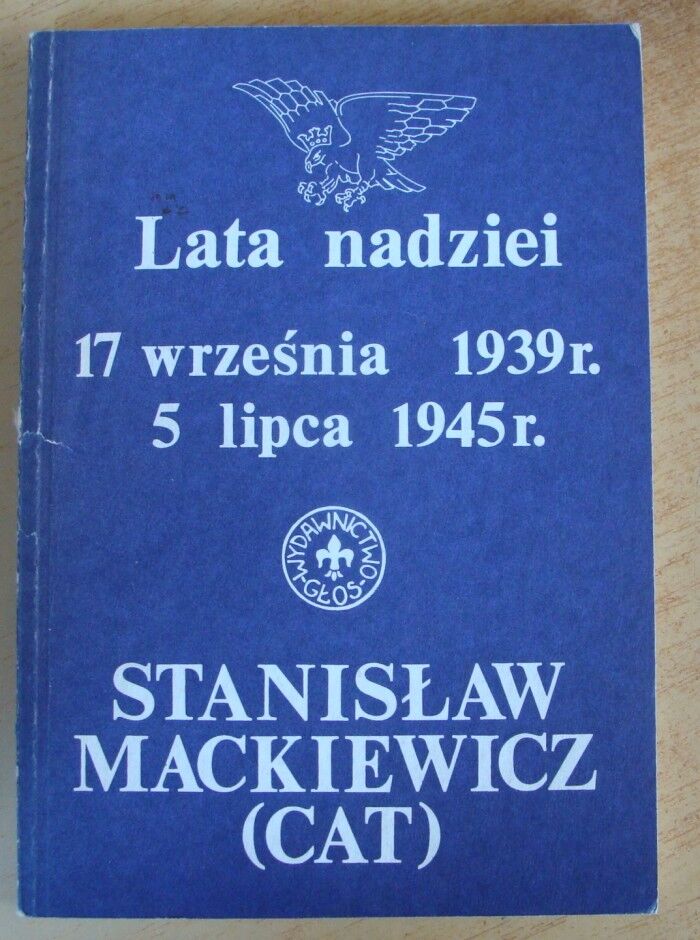 Lata nadziei
17 września 1939r.
5 lipca 1945r.
WYDAWNICTWO
-GŁOS-
STANISŁAW
MACKIEWICZ
(CAT)